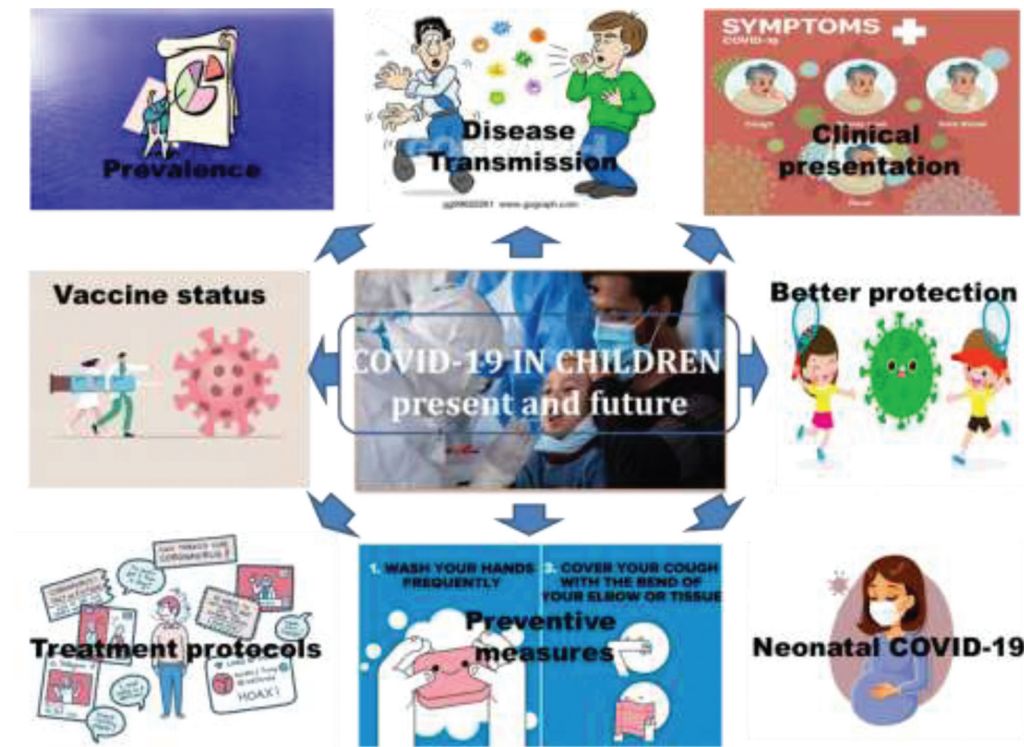 Prevalence
Disease
Transmission
www.gograph.com
SYMPTOMS
COVID-19
Clinical
presentation
Vaccine status
COVID-19 IN CHILDREN
present and future
Better protection
CORONAVIRUS!
HOAX!
Treatment protocols
1. WASH YOUR HANDS
FREQUENTLY
3. COVER YOUR COUGH
WITH THE BEND OF
YOUR ELBOW OR TISSUE
Preventive
measures
Neonatal COVID-19